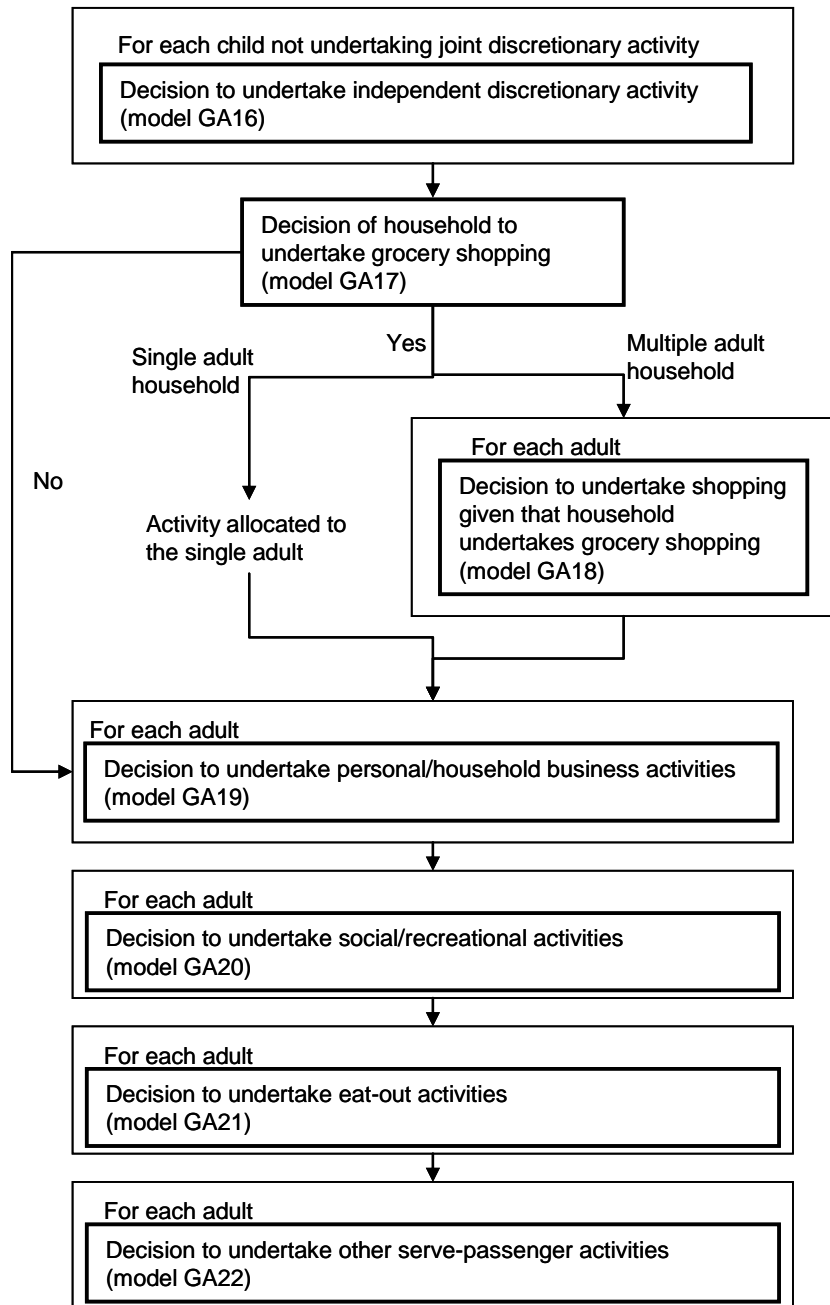 For each child not undertaking joint discretionary activity
Decision to undertake independent discretionary activity
(model GA16)
Decision of household to
undertake grocery shopping
(model GA17)
Yes
Single adult
household
Multiple adult
household
No
Activity allocated to
the single adult
For each adult
Decision to undertake shopping
given that household
undertakes grocery shopping
(model GA18)
For each adult
Decision to undertake personal/household business activities
(model GA19)
For each adult
Decision to undertake social/recreational activities
(model GA20)
For each adult
Decision to undertake eat-out activities
(model GA21)
For each adult
Decision to undertake other serve-passenger activities
(model GA22)